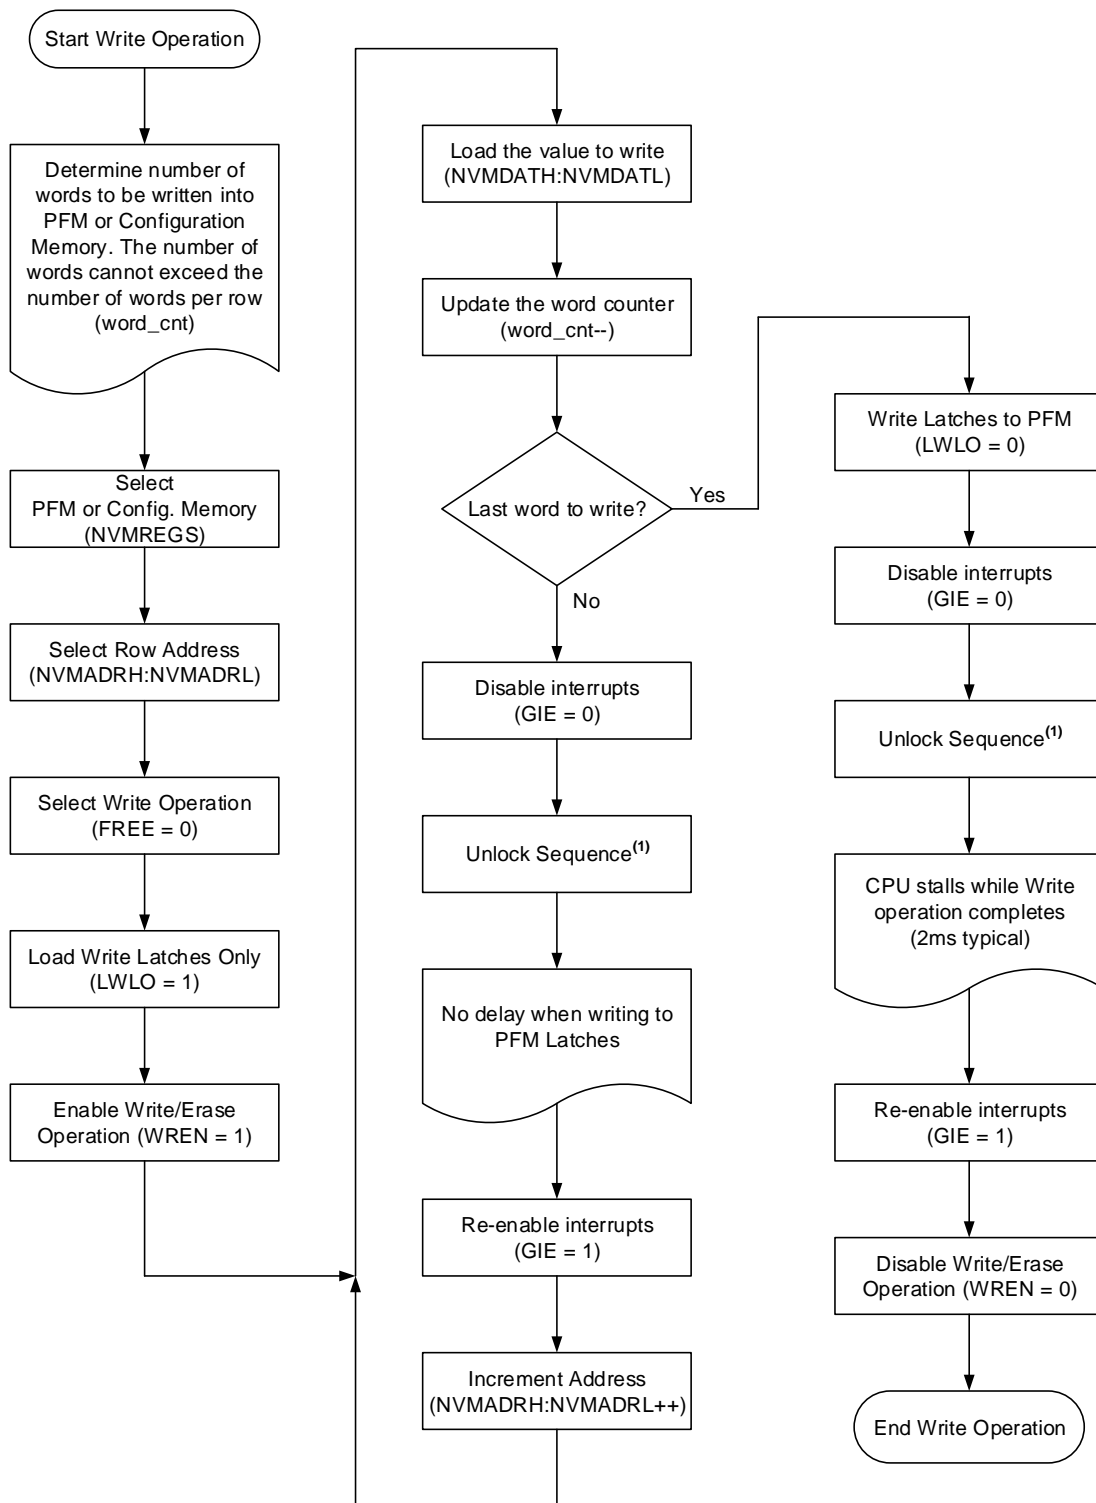 Start Write Operation
Determine number of
words to be written into
PFM or Configuration
Memory. The number of
words cannot exceed the
number of words per row
(word_cnt)
Select
PFM or Config. Memory
(NVMREGS)
Select Row Address
(NVMADRH:NVMADRL)
Select Write Operation
(FREE = 0)
Load Write Latches Only
(LWLO = 1)
Enable Write/Erase
Operation (WREN = 1)
Load the value to write
(NVMDATH:NVMDATL)
Update the word counter
(word_cnt--)
Last word to write?
Yes
No
Disable interrupts
(GIE = 0)
Unlock Sequence(1)
No delay when writing to
PFM Latches
Re-enable interrupts
(GIE = 1)
Increment Address
(NVMADRH:NVMADRL++)
Write Latches to PFM
(LWLO = 0)
Disable interrupts
(GIE = 0)
Unlock Sequence(1)
CPU stalls while Write
operation completes
(2ms typical)
Re-enable interrupts
(GIE = 1)
Disable Write/Erase
Operation (WREN = 0)
End Write Operation